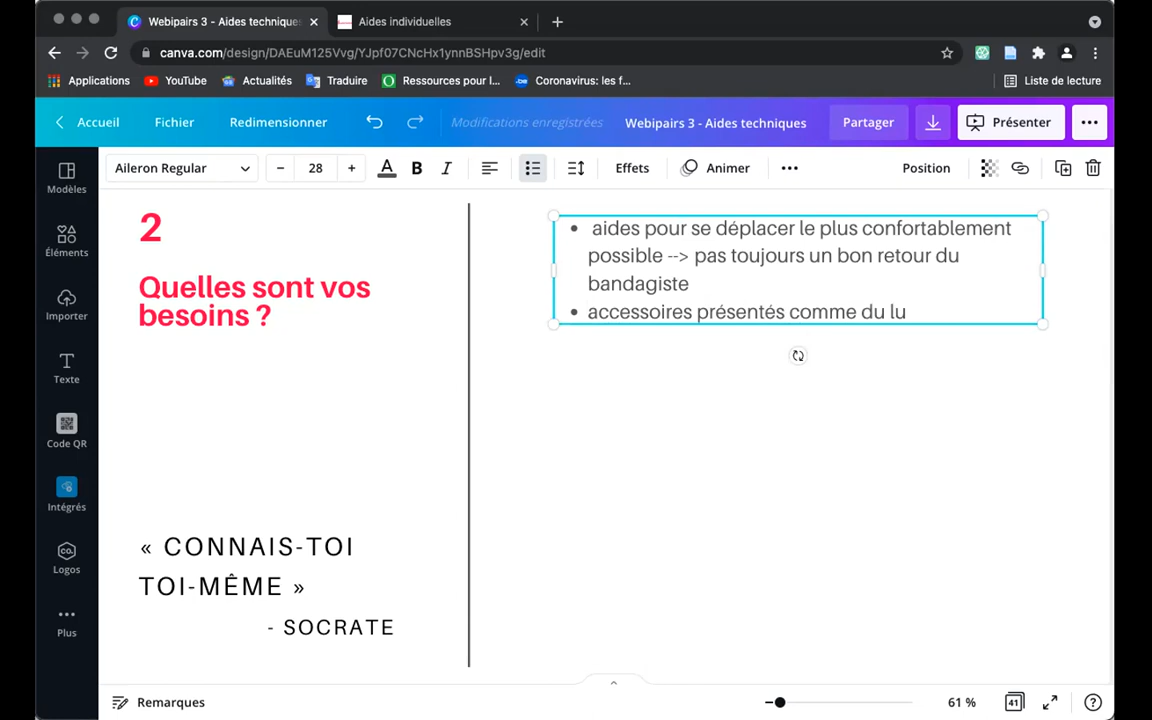 Webipairs 3 - Aides technique
Aides individuelles
canva.com/design/DAEuM125Vvg/YJpf07CNcHx1ynnBSHpv3g/edit
Applications
YouTube
Actualités
Traduire
Ressources pour l...
Coronavirus: les f...
Liste de lecture
Accueil
Fichier
Redimensionner
Modifications enregistrées
Webipairs 3 - Aides techniques
Partager
Présenter
Aileron Regular
− 28 +
A B I
Effets
Animer
Position
Modèles
Éléments
Importer
Texte
Code QR
Intégrés
CO.
Logos
Plus
2
Quelles sont vos
besoins ?
« CONNAIS-TOI
TOI-MÊME »
- SOCRATE
• aides pour se déplacer le plus confortablement
possible --> pas toujours un bon retour du
bandagiste
• accessoires présentés comme du lu
Remarques
61 %
41
?